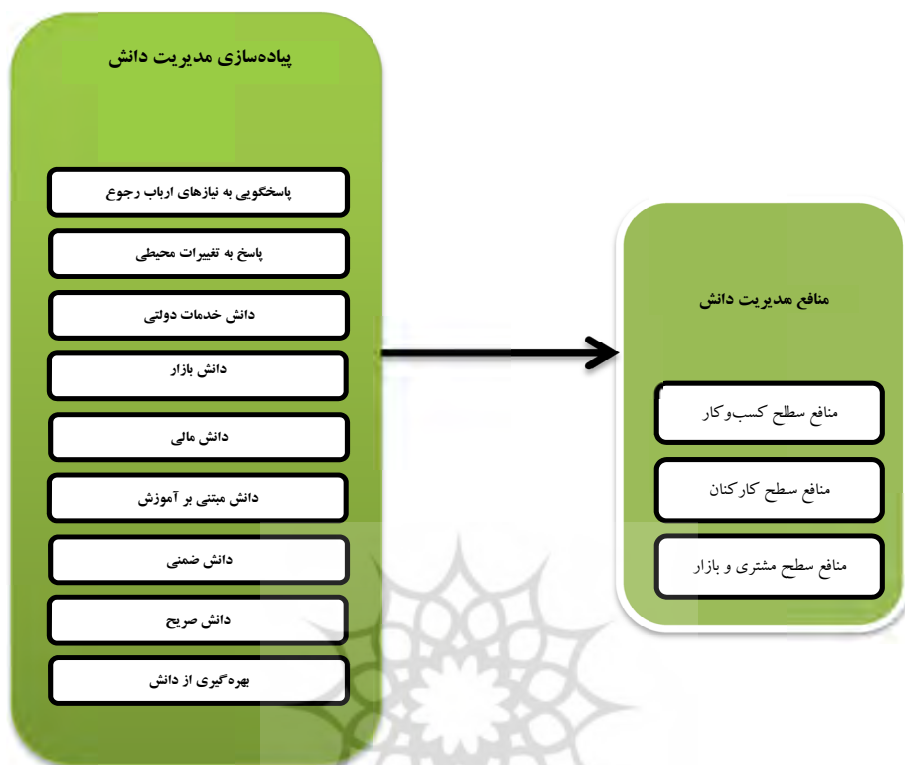 پیاده‌سازی مدیریت دانش
پاسخگویی به نیازهای ارباب رجوع
پاسخ به تغییرات محیطی
دانش خدمات دولتی
دانش بازار
دانش مالی
دانش مبتنی بر آموزش
دانش ضمنی
دانش صریح
بهره‌گیری از دانش
منافع مدیریت دانش
منافع سطح کسب‌وکار
منافع سطح کارکنان
منافع سطح مشتری و بازار